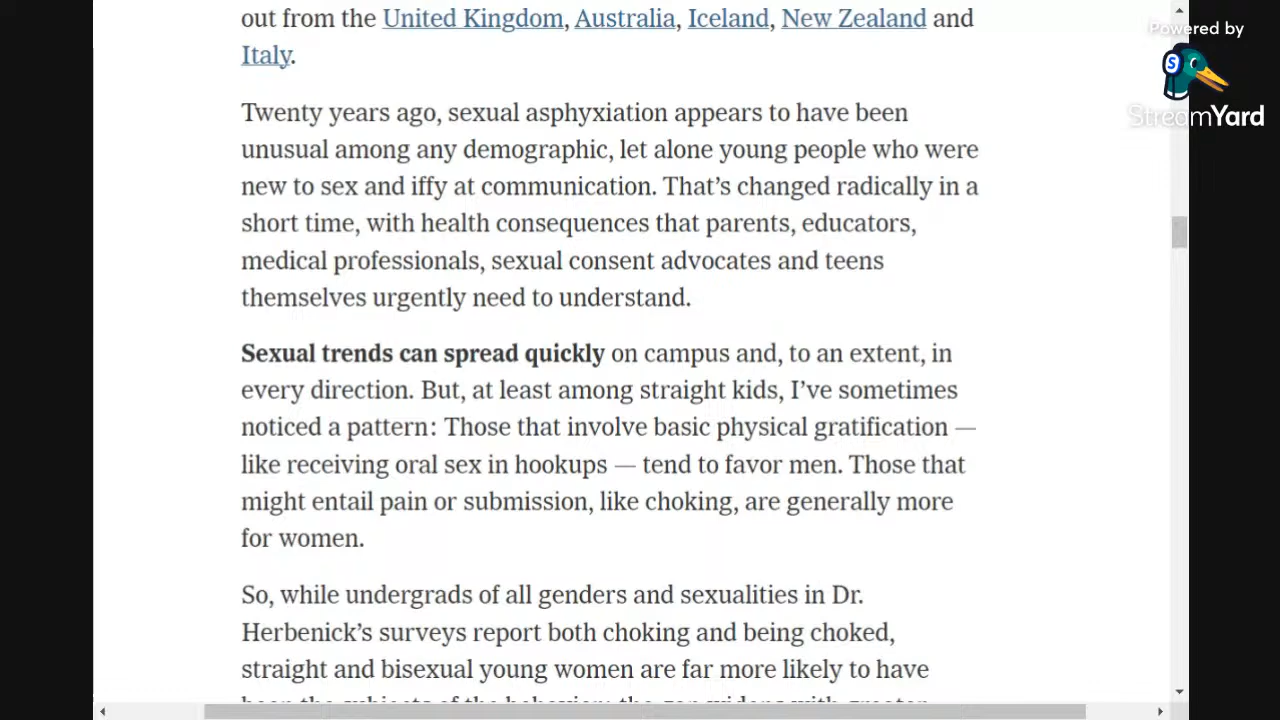 out from the United Kingdom, Australia, Iceland, New Zealand and
Italy.
Twenty years ago, sexual asphyxiation appears to have been
unusual among any demographic, let alone young people who were
new to sex and iffy at communication. That’s changed radically in a
short time, with health consequences that parents, educators,
medical professionals, sexual consent advocates and teens
themselves urgently need to understand.
Sexual trends can spread quickly on campus and, to an extent, in
every direction. But, at least among straight kids, I’ve sometimes
noticed a pattern: Those that involve basic physical gratification —
like receiving oral sex in hookups — tend to favor men. Those that
might entail pain or submission, like choking, are generally more
for women.
So, while undergrads of all genders and sexualities in Dr.
Herbenick’s surveys report both choking and being choked,
straight and bisexual young women are far more likely to have
Powered by
S
StreamYard